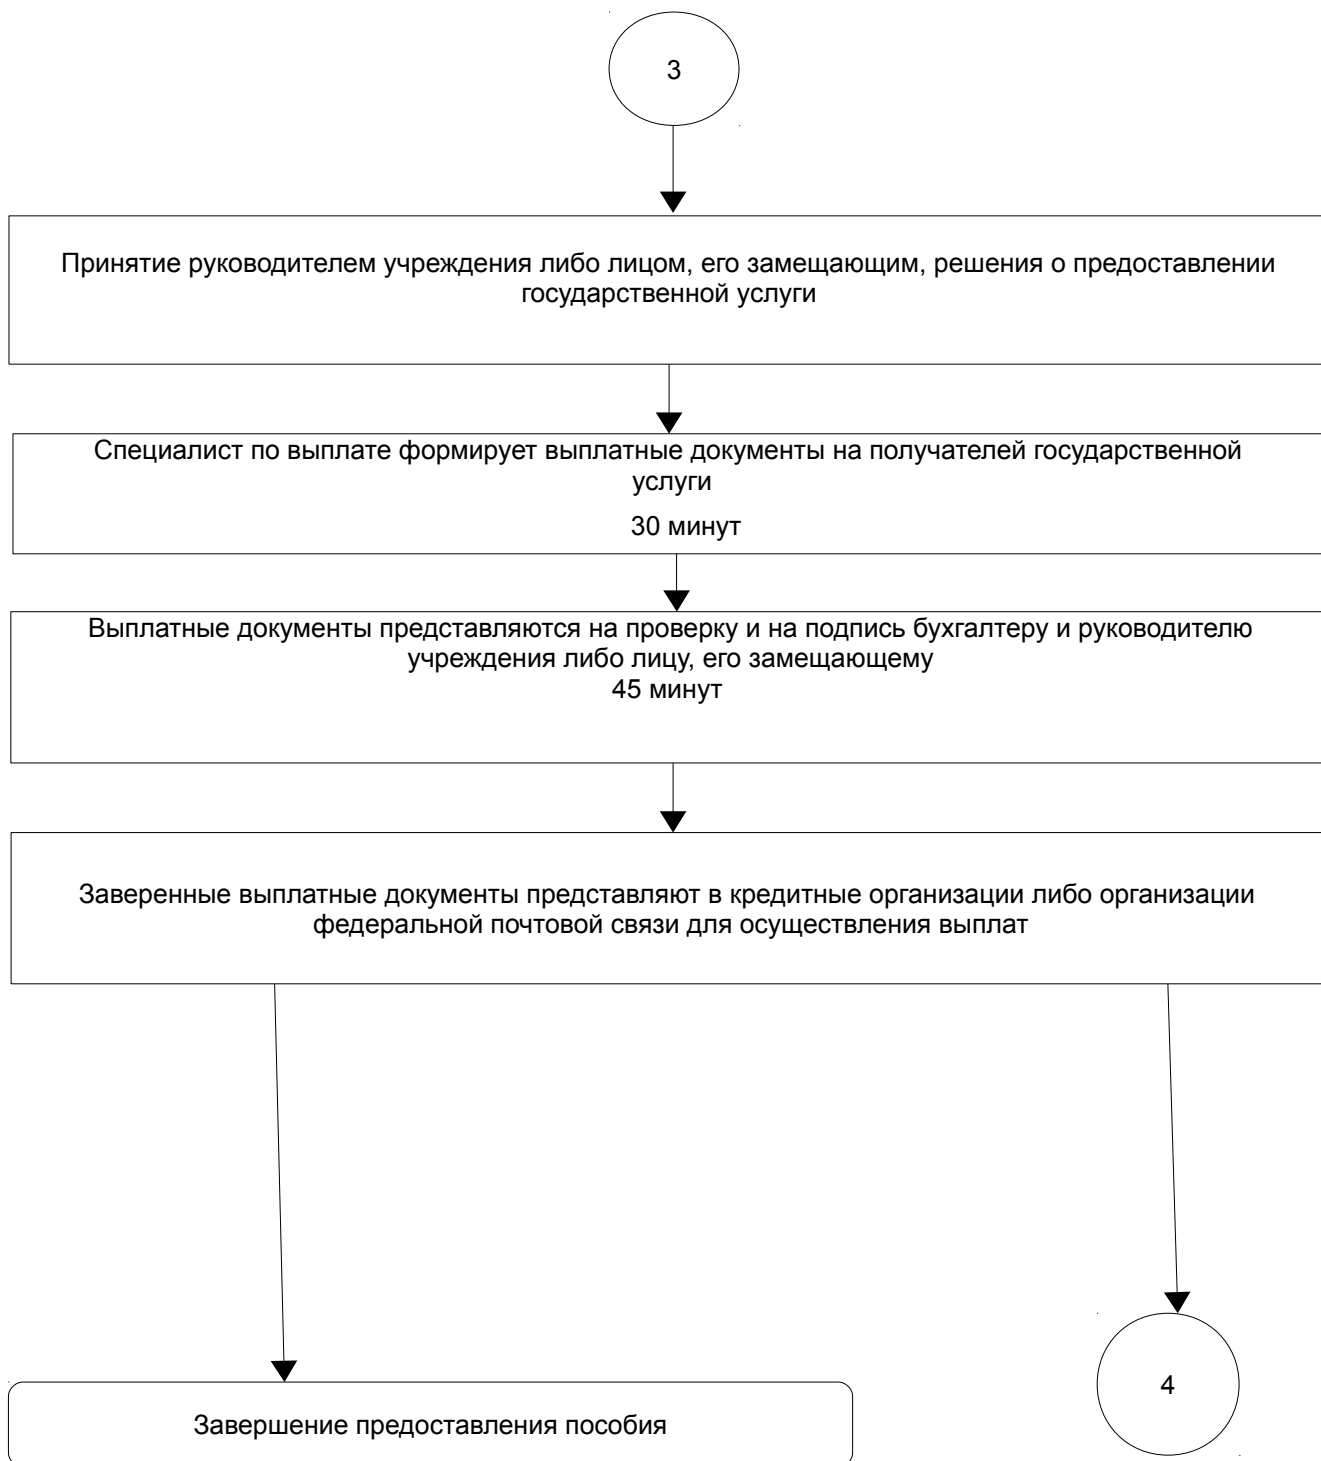 3
Принятие руководителем учреждения либо лицом, его замещающим, решения о предоставлении
государственной услуги
Специалист по выплате формирует выплатные документы на получателей государственной
услуги
30 минут
Выплатные документы представляются на проверку и на подпись бухгалтеру и руководителю
учреждения либо лицу, его замещающему
45 минут
Заверенные выплатные документы представляют в кредитные организации либо организации
федеральной почтовой связи для осуществления выплат
4
Завершение предоставления пособия